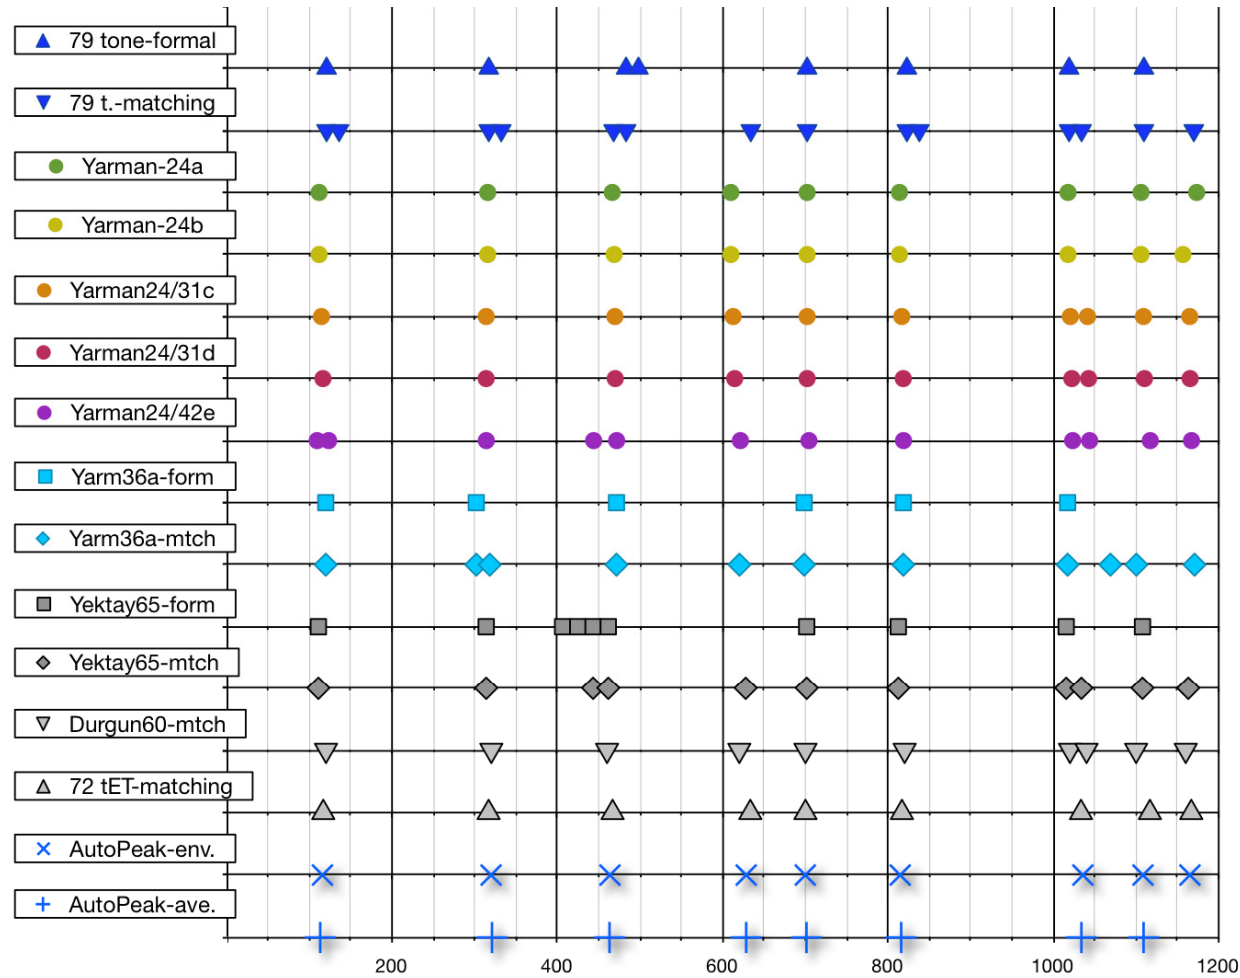 79 tone-formal
79 t.-matching
Yarman-24a
Yarman-24b
Yarman24/31c
Yarman24/31d
Yarman24/42e
Yarm36a-form
Yarm36a-mtch
Yektay65-form
Yektay65-mtch
Durgun60-mtch
72 tET-matching
AutoPeak-env.
AutoPeak-ave.
200 400 600 800 1000 1200